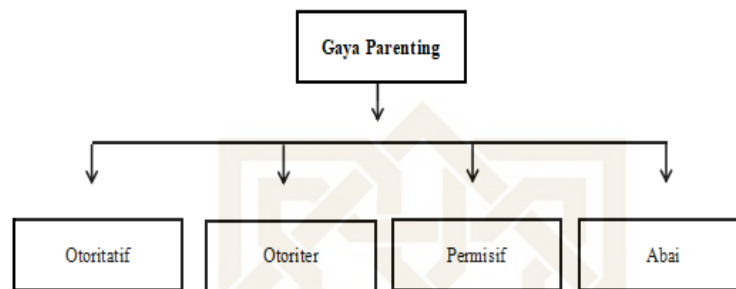 Gaya Parenting
Otoritatif
Otoriter
Permisif
Abai